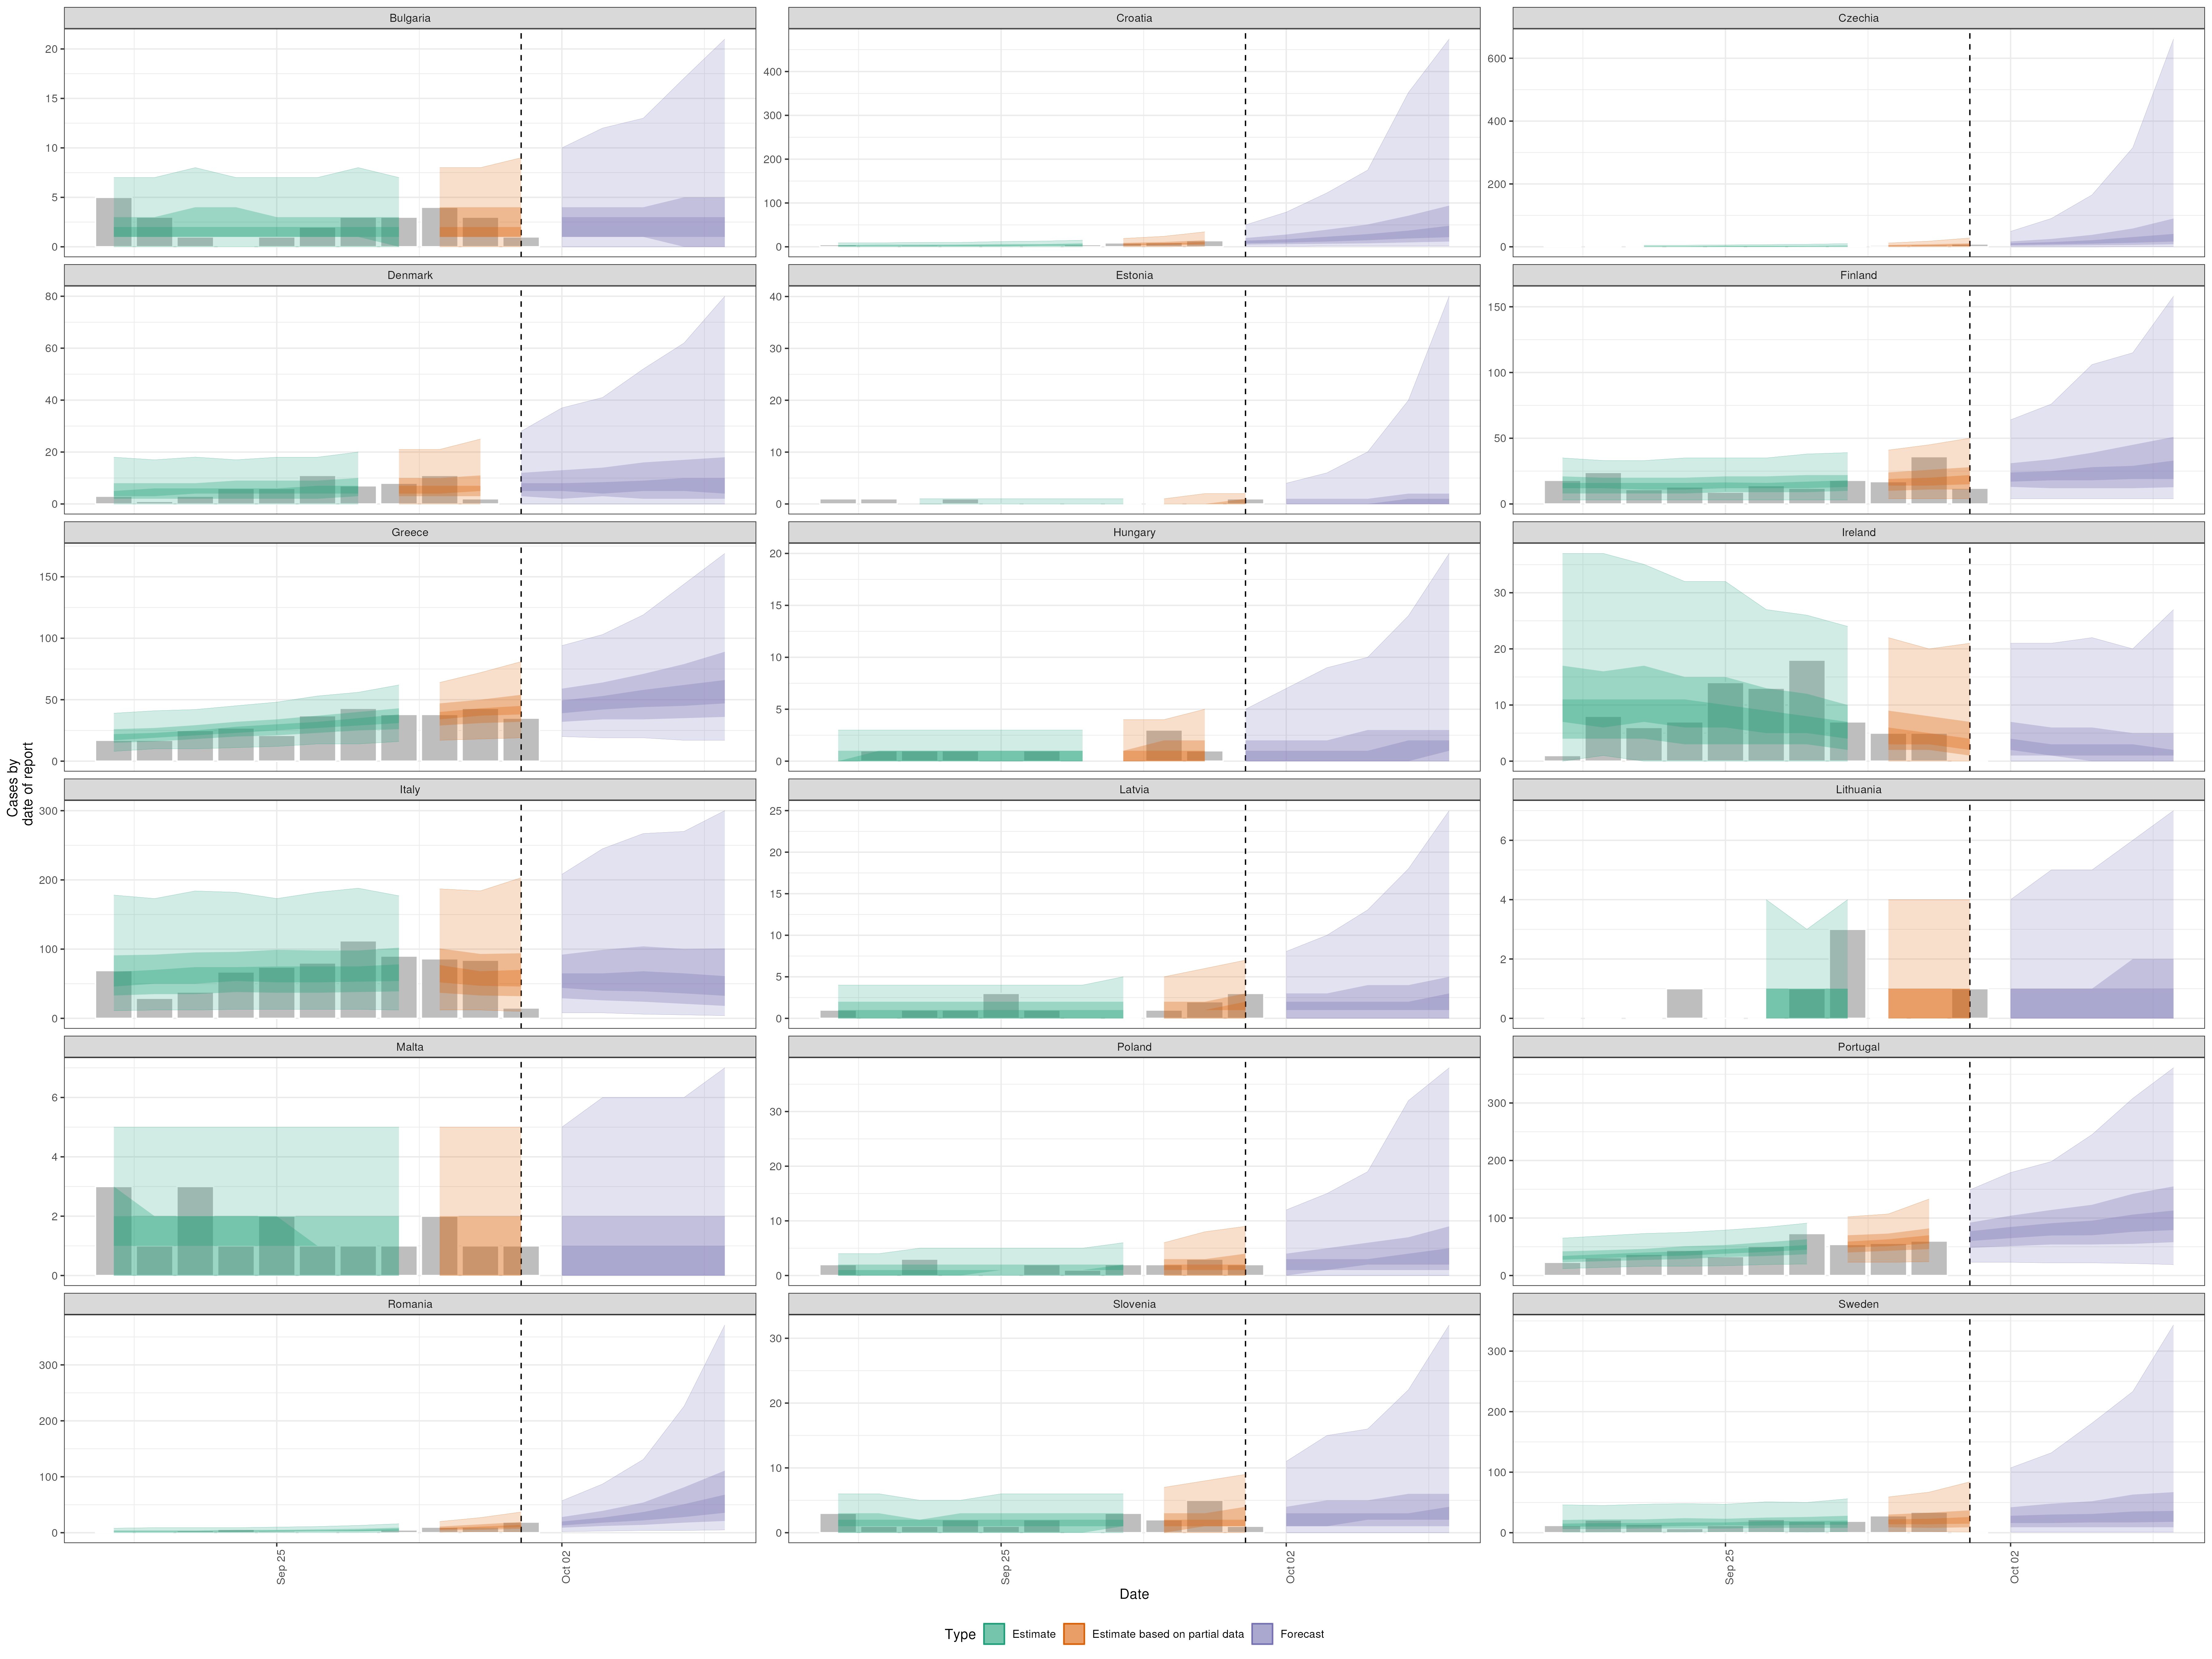 Bulgaria
Croatia
Czechia
20
15
10
5
0
400
300
200
100
0
600
400
200
0
Denmark
Estonia
Finland
80
60
40
20
0
40
30
20
10
0
150
100
50
0
Greece
Hungary
Ireland
150
100
50
0
20
15
10
5
0
30
20
10
0
Cases by
date of report
Italy
Latvia
Lithuania
300
200
100
0
25
20
15
10
5
0
6
4
2
0
Malta
Poland
Portugal
6
4
2
0
30
20
10
0
300
200
100
0
Romania
Slovenia
Sweden
300
200
100
0
30
20
10
0
300
200
100
0
Sep 25
Oct 02
Sep 25
Oct 02
Sep 25
Oct 02
Date
Type
Estimate
Estimate based on partial data
Forecast